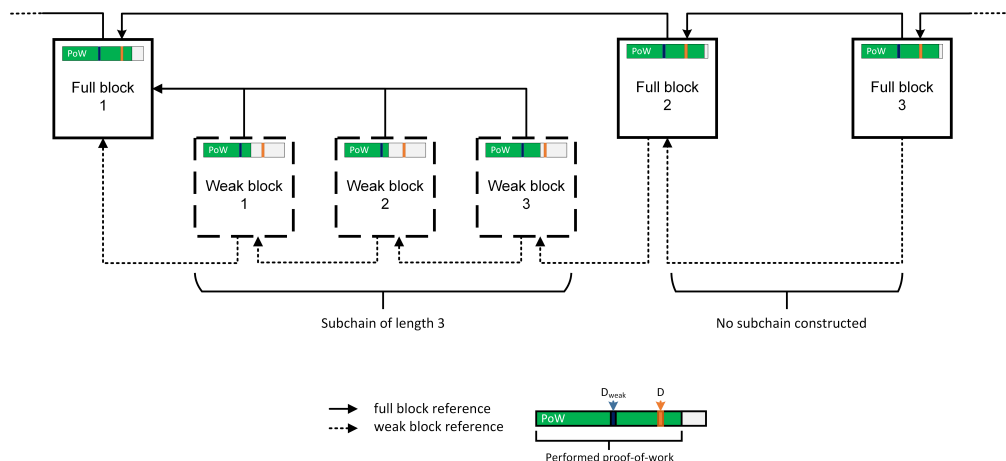 PoW
Full block
1
PoW
Full block
2
PoW
Full block
3
PoW
Weak block
1
PoW
Weak block
2
PoW
Weak block
3
Subchain of length 3
No subchain constructed
full block reference
weak block reference
Dweak
D
PoW
Performed proof-of-work